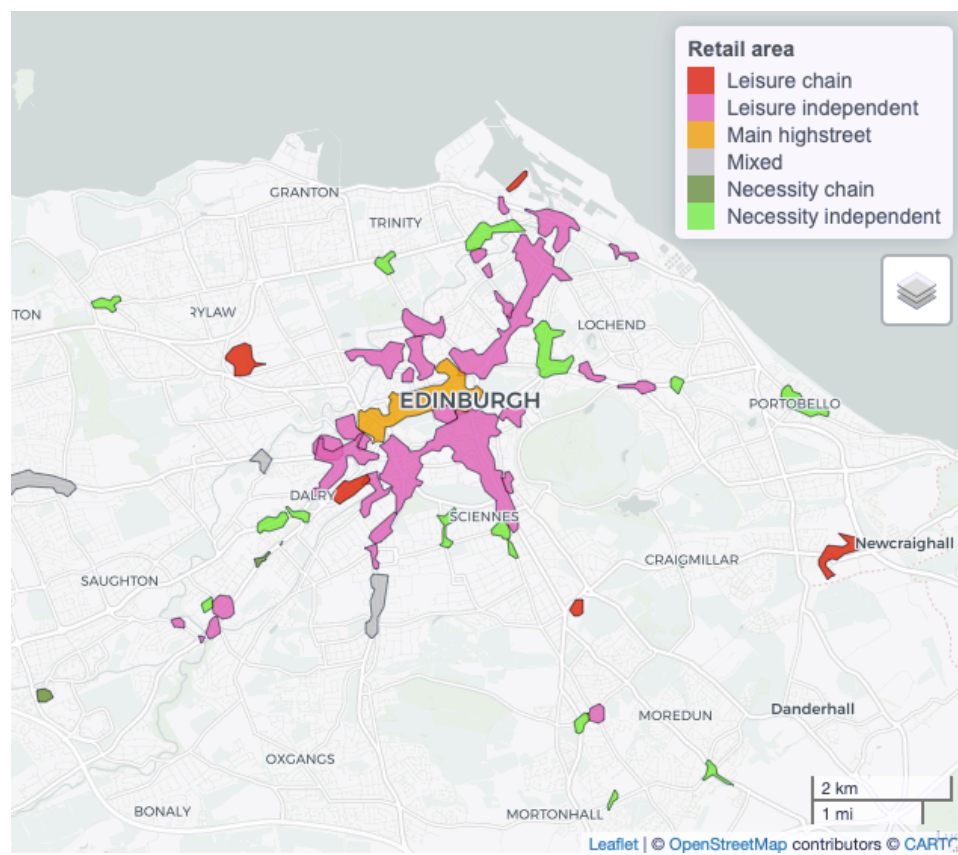 Retail area
Leisure chain
Leisure independent
Main highstreet
Mixed
Necessity chain
Necessity independent
GRANTON
TRINITY
TON
RYLAW
LOCHEND
EDINBURGH
PORTOBELLO
DALRY
SCIENNES
Newcraighall
CRAIGMILLAR
SAUGHTON
Danderhall
MOREDUN
OXGANGS
2 km
BONALY
MORTONHALL
1 mi
Leaflet | © OpenStreetMap contributors © CARTO